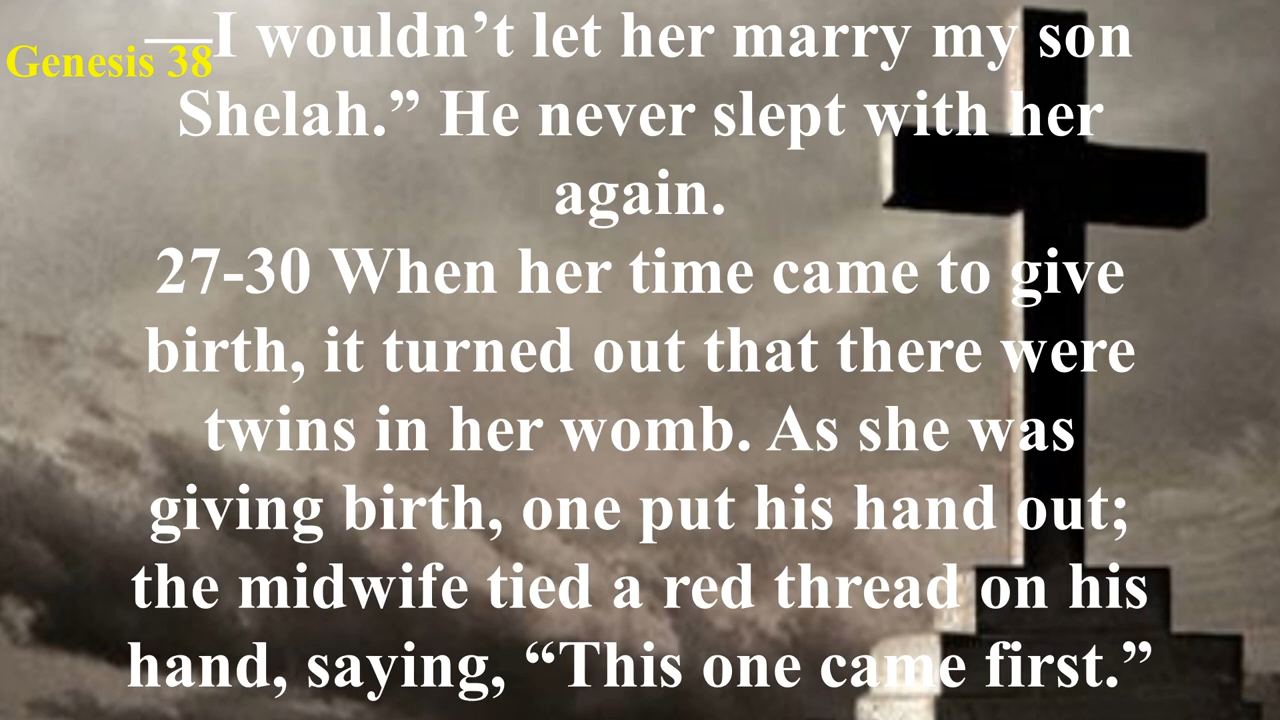 Genesis 38
—I wouldn’t let her marry my son
Shelah.” He never slept with her
again.
27-30 When her time came to give
birth, it turned out that there were
twins in her womb. As she was
giving birth, one put his hand out;
the midwife tied a red thread on his
hand, saying, “This one came first.”